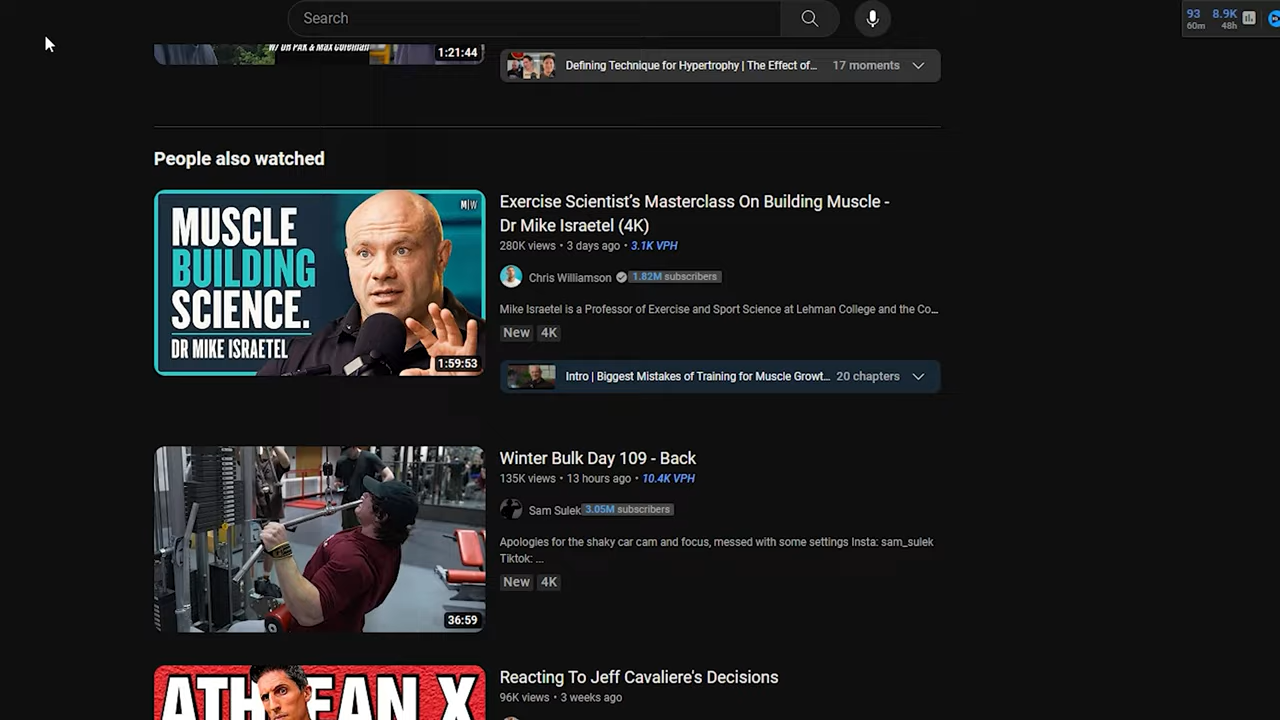 Search
93
60m
8.9K
48h
W/ DR PAK & MAX COLEMAN
1:21:44
Defining Technique for Hypertrophy | The Effect of...
17 moments
People also watched
MUSCLE
BUILDING
SCIENCE.
DR MIKE ISRAETEL
M|W
1:59:53
Exercise Scientist’s Masterclass On Building Muscle -
Dr Mike Israetel (4K)
280K views • 3 days ago • 3.1K VPH
Chris Williamson 1.82M subscribers
Mike Israetel is a Professor of Exercise and Sport Science at Lehman College and the Co...
New 4K
Intro | Biggest Mistakes of Training for Muscle Growt...
20 chapters
36:59
Winter Bulk Day 109 - Back
135K views • 13 hours ago • 10.4K VPH
Sam Sulek 3.05M subscribers
Apologies for the shaky car cam and focus, messed with some settings Insta: sam_sulek
Tiktok: ...
New 4K
Reacting To Jeff Cavaliere's Decisions
96K views • 3 weeks ago